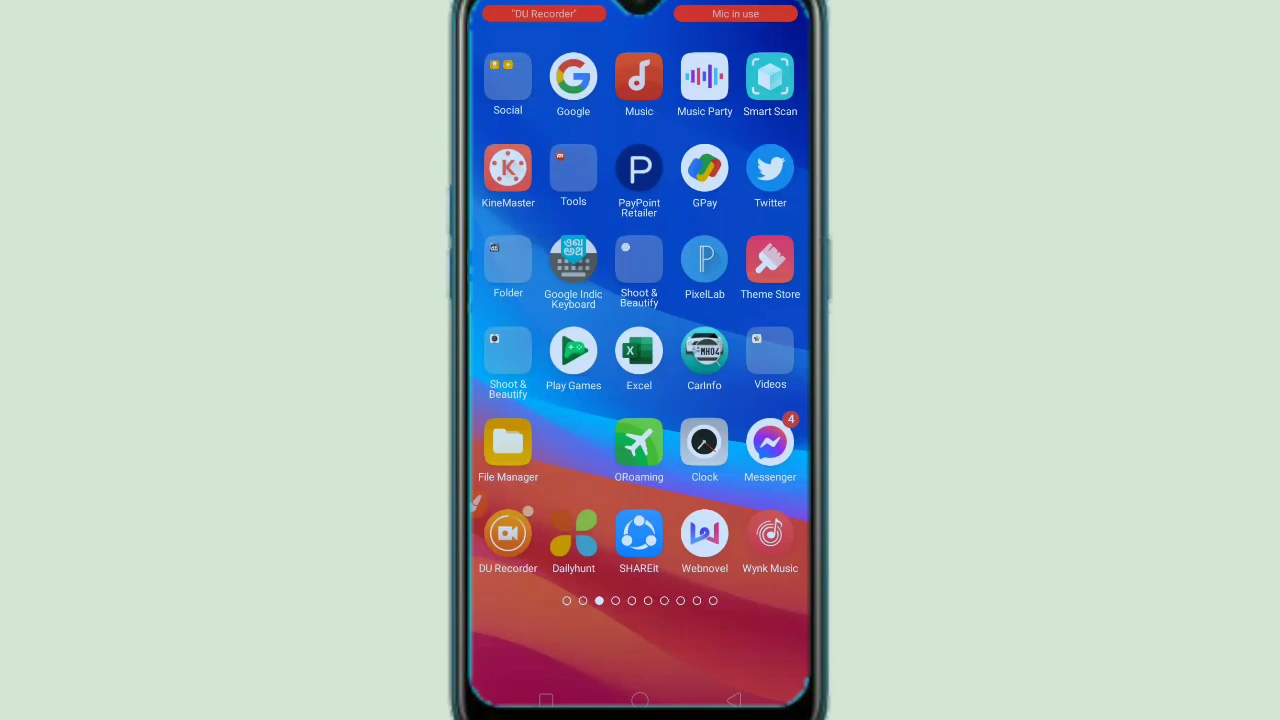 "DU Recorder" Mic in use
Social Google Music Music Party Smart Scan
KineMaster Tools PayPoint Retailer GPay Twitter
Folder Google Indic Keyboard Shoot & Beautify PixelLab Theme Store
MH04
Shoot & Beautify Play Games Excel CarInfo Videos
4
File Manager ORoaming Clock Messenger
DU Recorder Dailyhunt SHAREit Webnovel Wynk Music